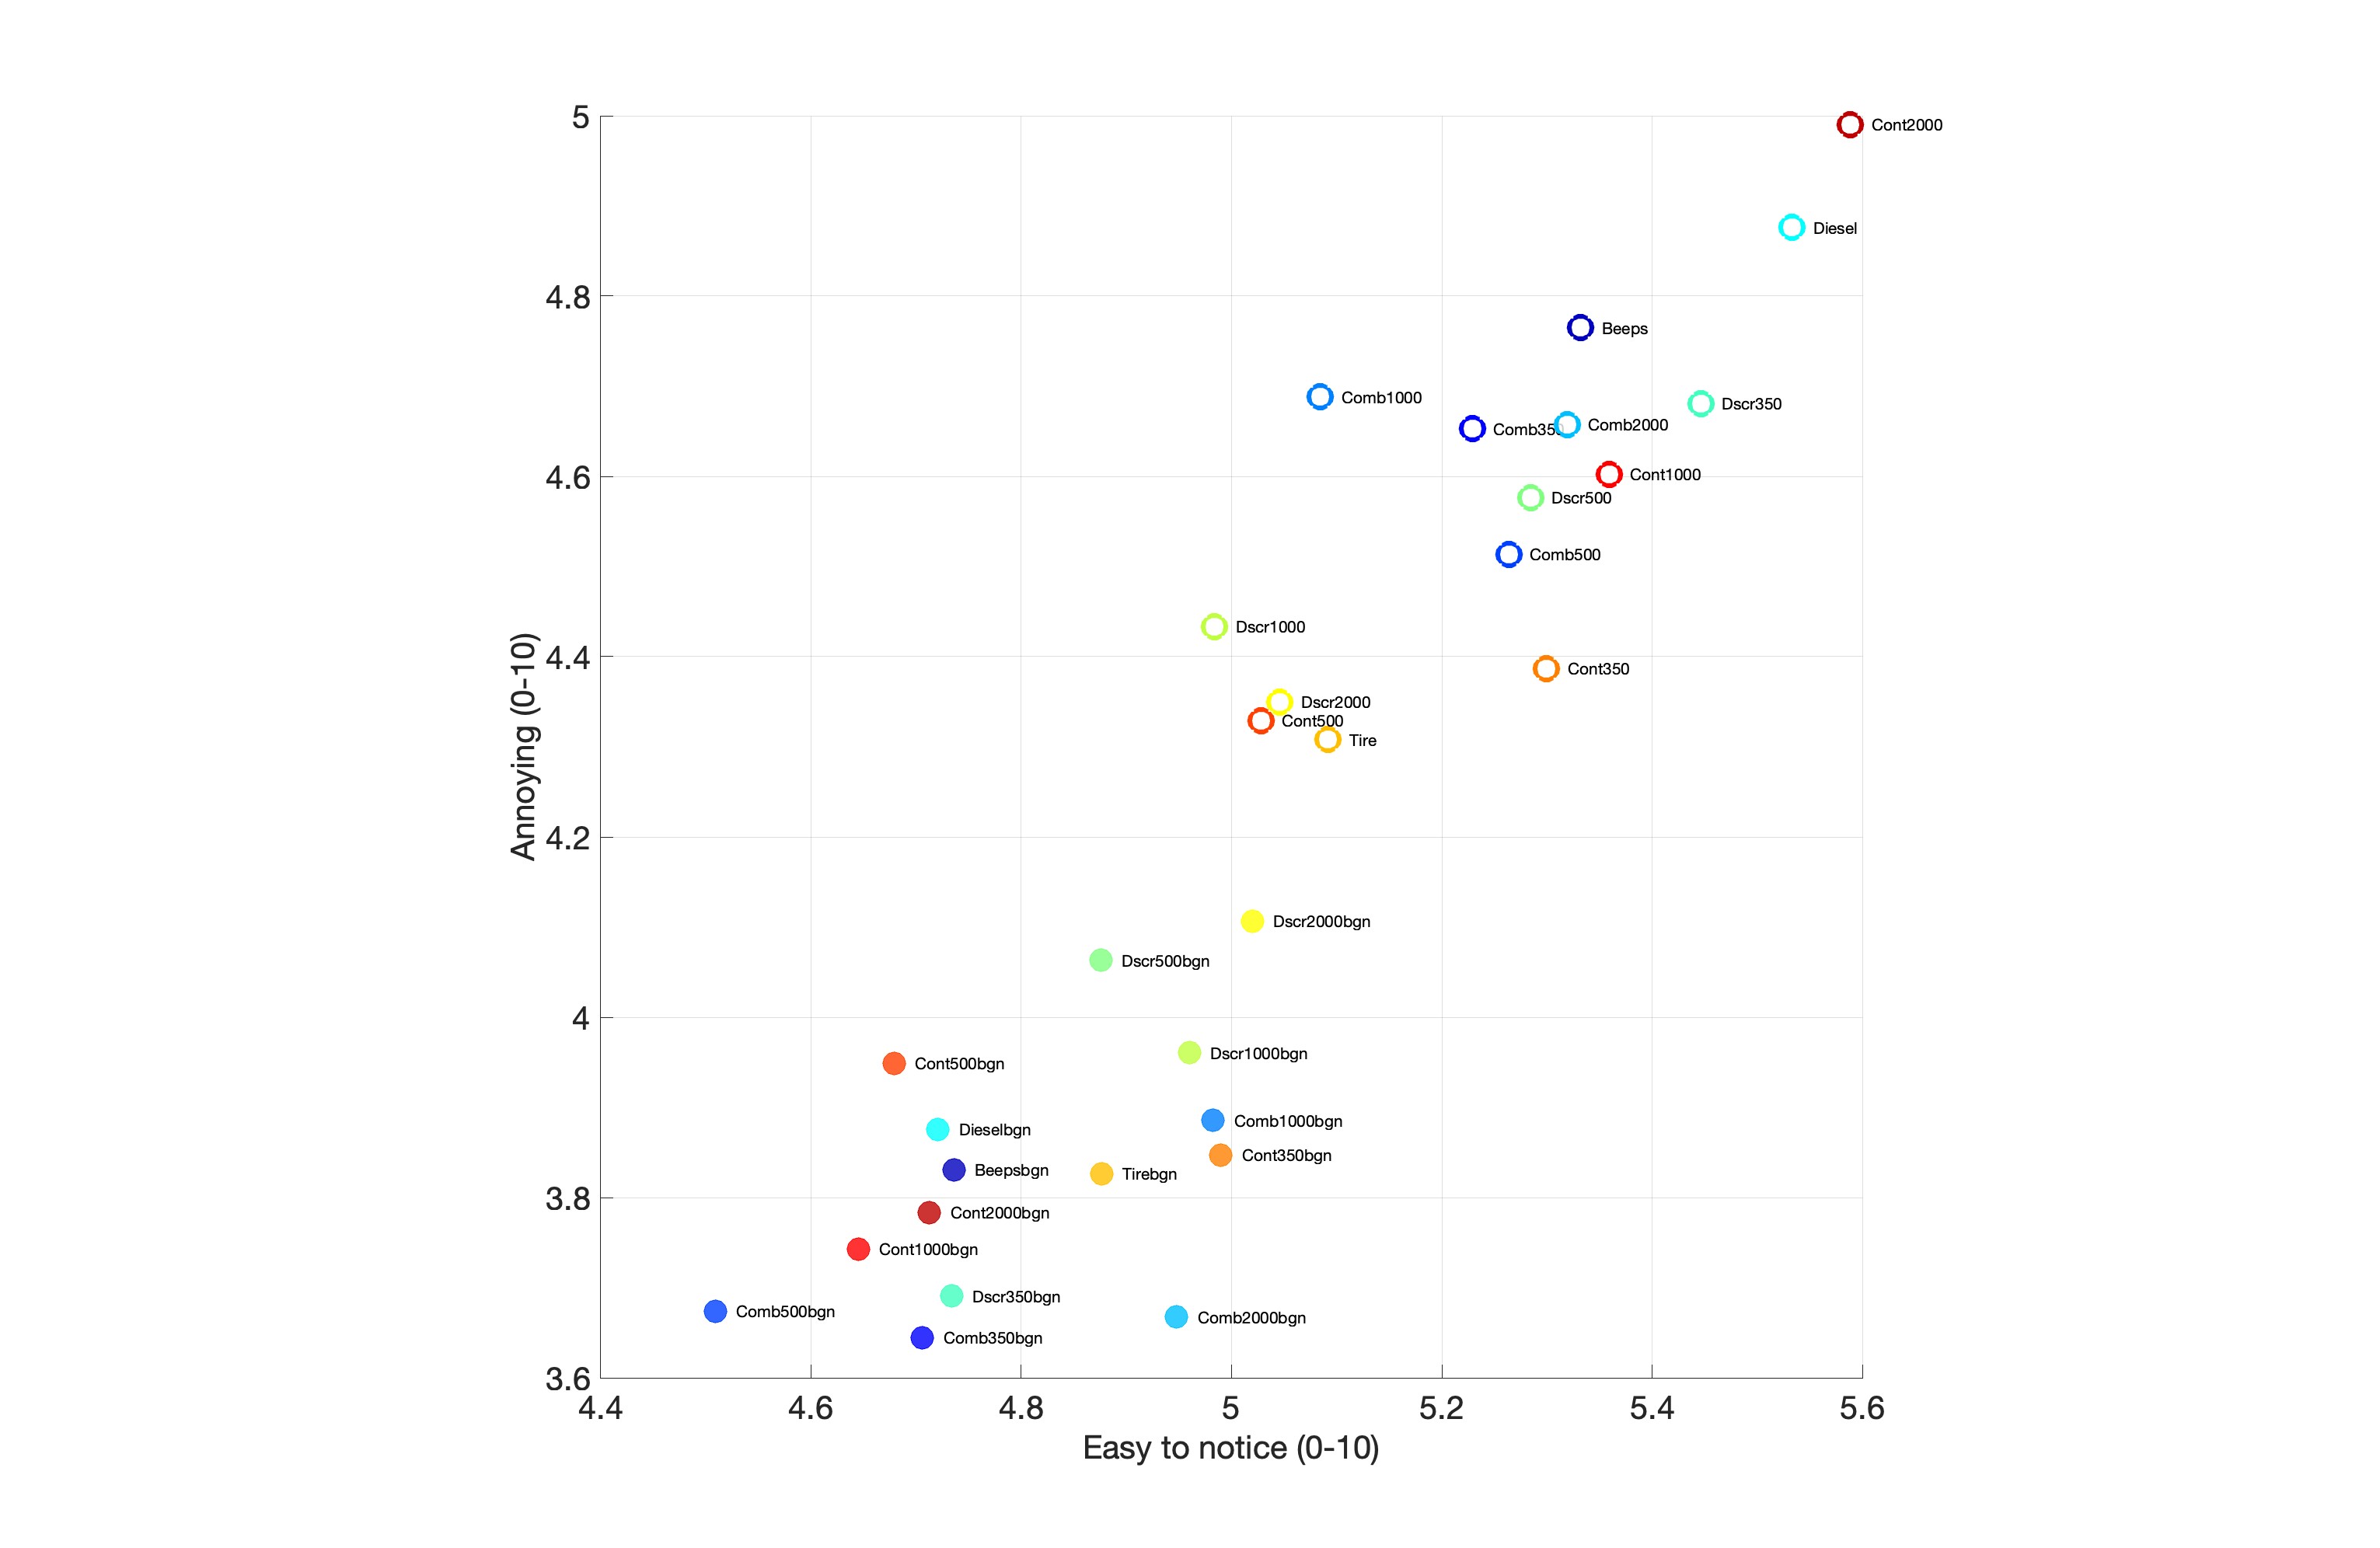 5
Cont2000
Diesel
4.8
Beeps
Comb1000
Dscr350
Comb2000
Comb350
4.6
Cont1000
Dscr500
Comb500
Dscr1000
4.4
Cont350
Dscr2000
Cont500
Tire
Annoying (0-10)
4.2
Dscr2000bgn
Dscr500bgn
4
Dscr1000bgn
Cont500bgn
Comb1000bgn
Dieselbgn
Cont350bgn
Beepsbgn
Tirebgn
3.8
Cont2000bgn
Cont1000bgn
Dscr350bgn
Comb500bgn
Comb2000bgn
Comb350bgn
3.6
4.4 4.6 4.8 5 5.2 5.4 5.6
Easy to notice (0-10)